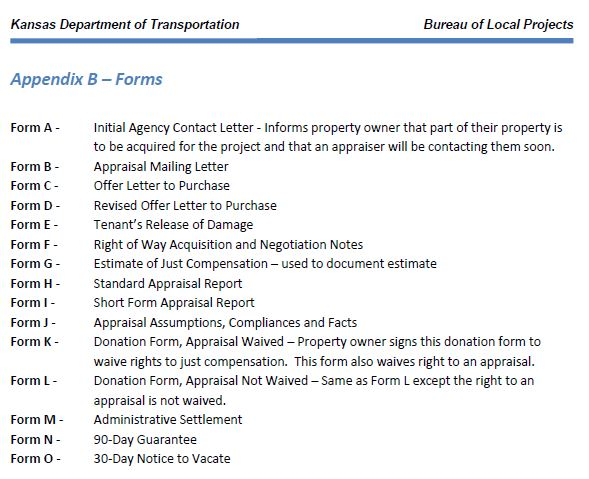 Kansas Department of Transportation Bureau of Local Projects
Appendix B – Forms
Form A - Initial Agency Contact Letter - Informs property owner that part of their property is
to be acquired for the project and that an appraiser will be contacting them soon.
Form B - Appraisal Mailing Letter
Form C - Offer Letter to Purchase
Form D - Revised Offer Letter to Purchase
Form E - Tenant’s Release of Damage
Form F - Right of Way Acquisition and Negotiation Notes
Form G - Estimate of Just Compensation – used to document estimate
Form H - Standard Appraisal Report
Form I - Short Form Appraisal Report
Form J - Appraisal Assumptions, Compliances and Facts
Form K - Donation Form, Appraisal Waived – Property owner signs this donation form to
waive rights to just compensation.  This form also waives right to an appraisal.
Form L - Donation Form, Appraisal Not Waived – Same as Form L except the right to an
appraisal is not waived.
Form M - Administrative Settlement
Form N - 90-Day Guarantee
Form O - 30-Day Notice to Vacate